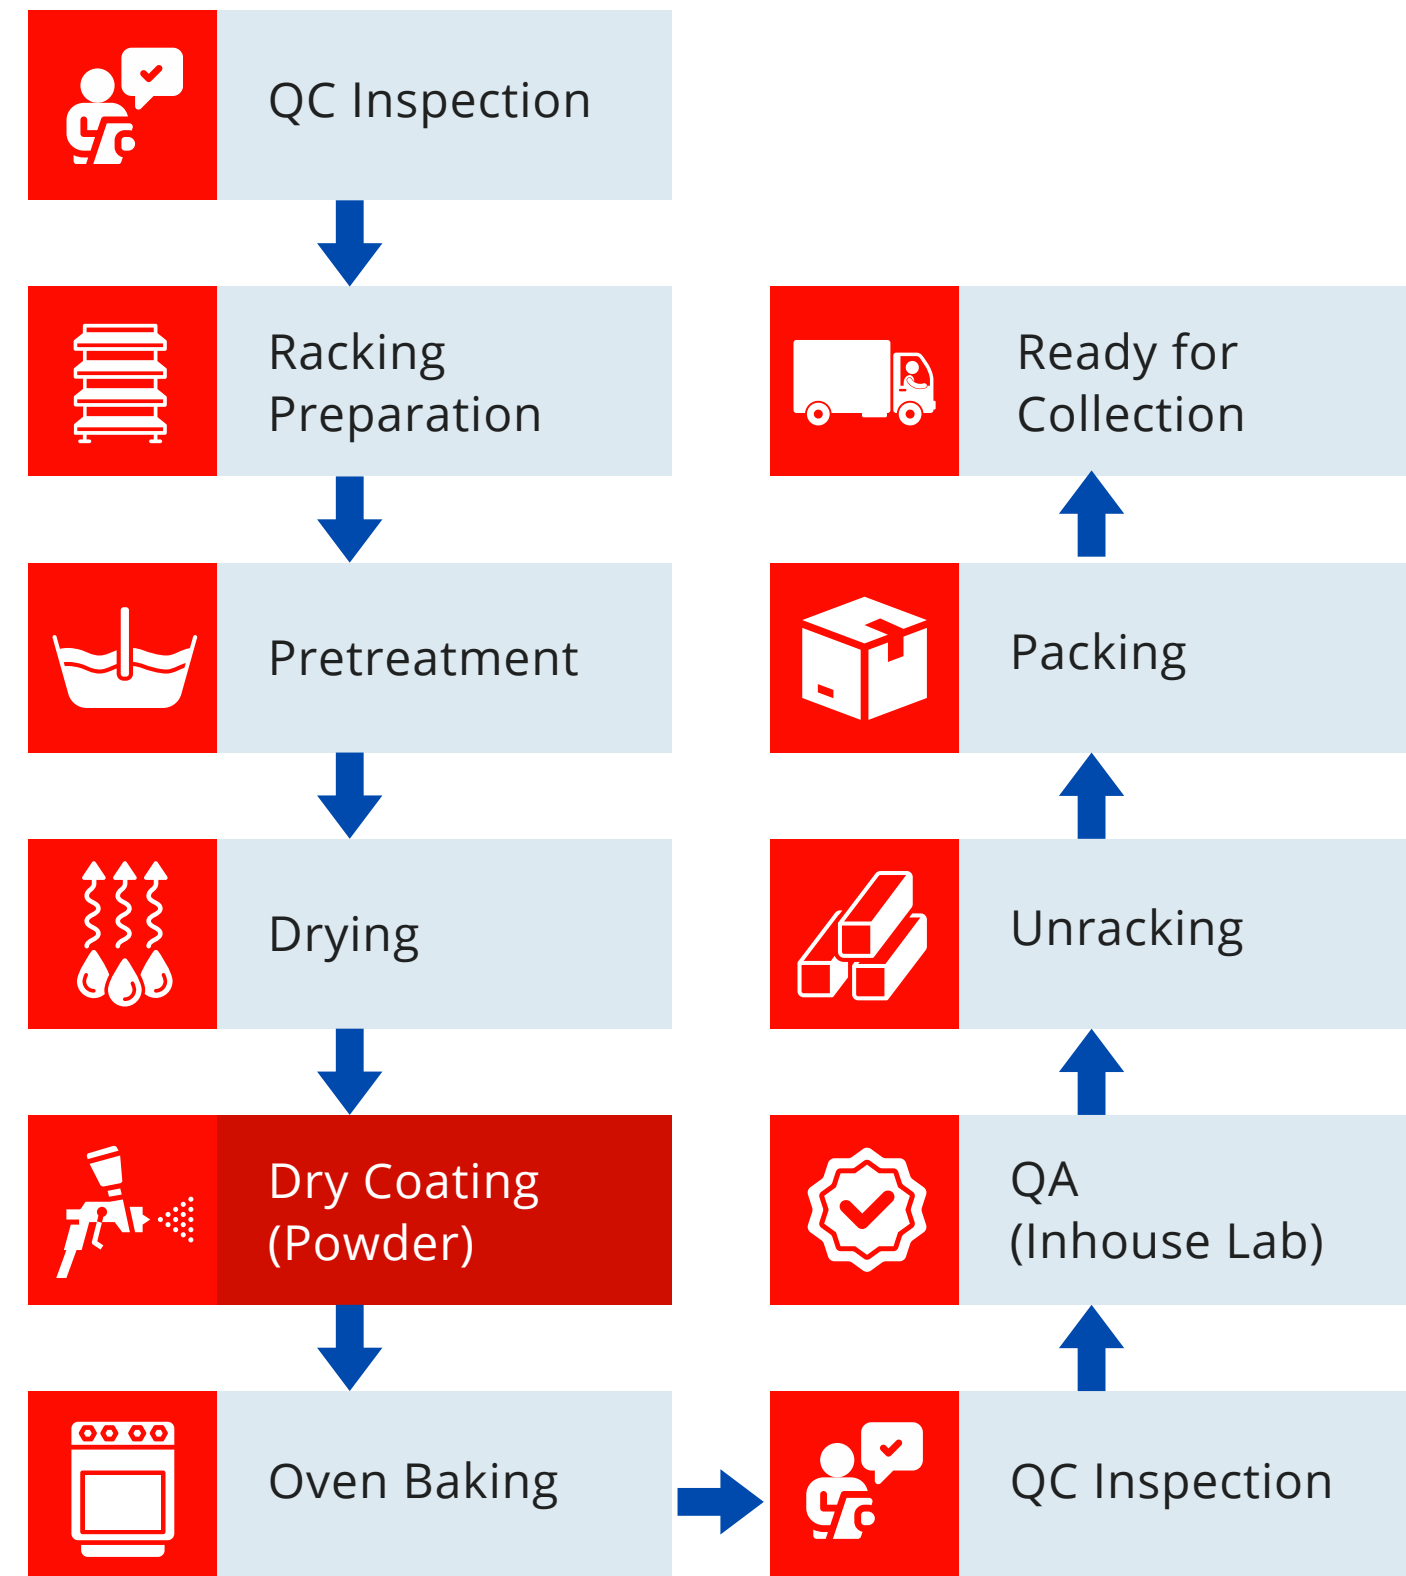 QC Inspection
Racking
Preparation
Pretreatment
Drying
Dry Coating
(Powder)
Oven Baking
QC Inspection
QA
(Inhouse Lab)
Unracking
Packing
Ready for
Collection